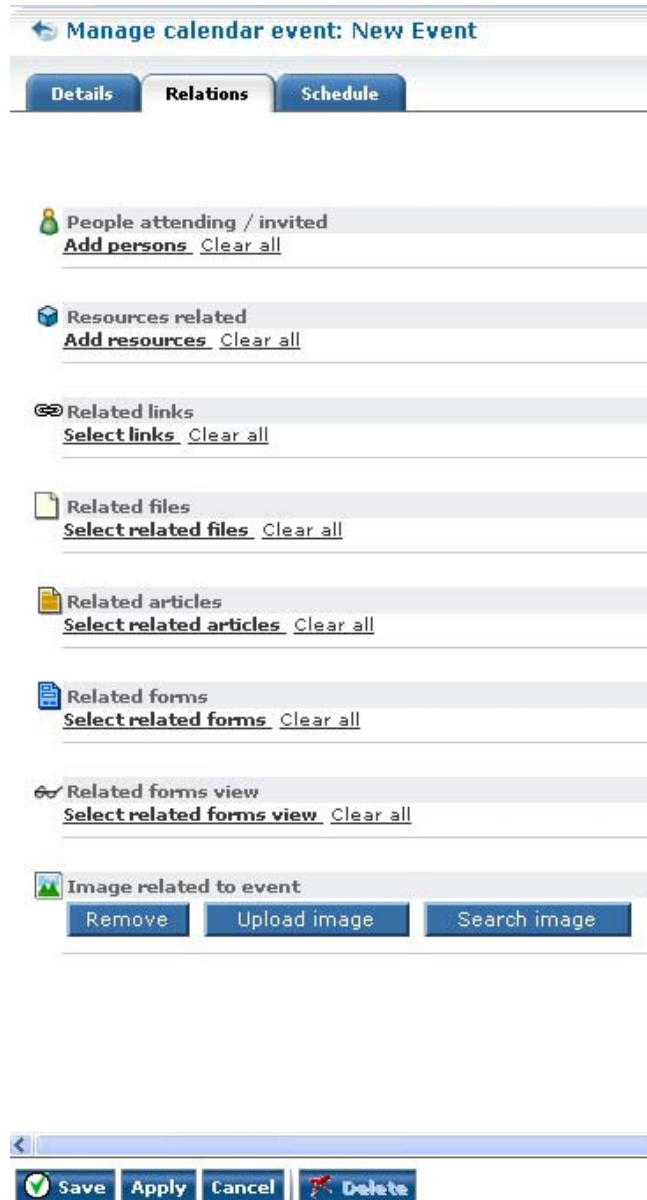 Manage calendar event: New Event
Details Relations Schedule
People attending / invited
Add persons Clear all
Resources related
Add resources Clear all
Related links
Select links Clear all
Related files
Select related files Clear all
Related articles
Select related articles Clear all
Related forms
Select related forms Clear all
Related forms view
Select related forms view Clear all
Image related to event
Remove Upload image Search image
Save Apply Cancel Delete